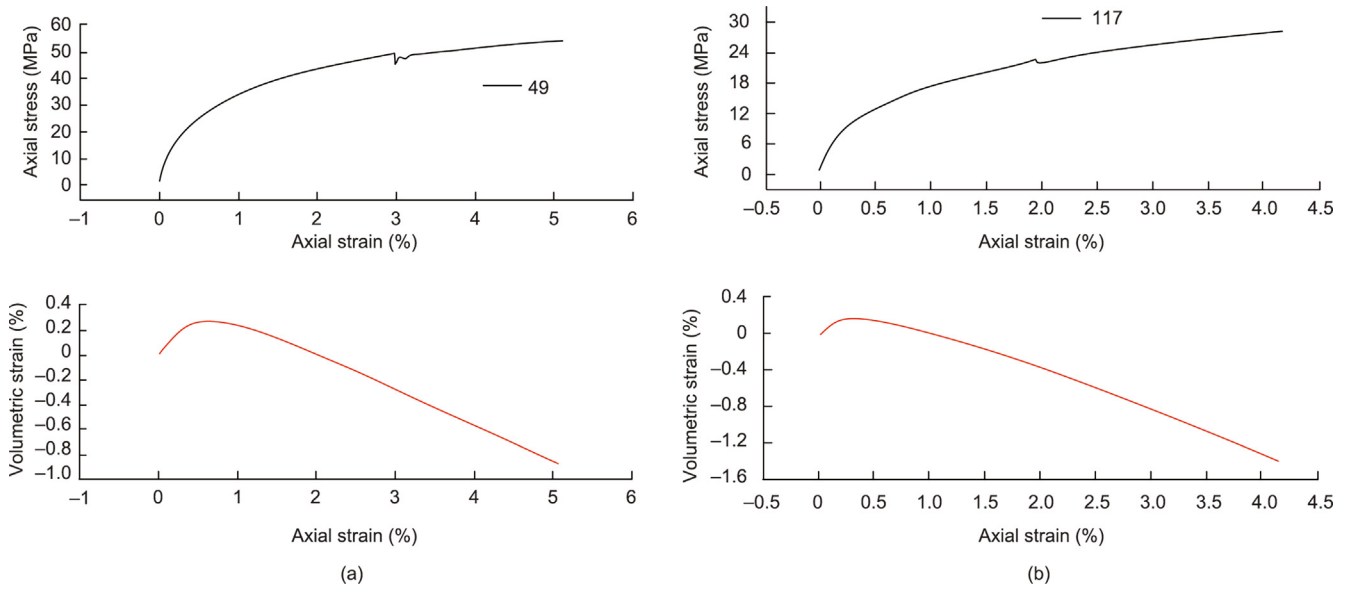 Axial stress (MPa)
60
50
40
30
20
10
0
49
–1 0 1 2 3 4 5 6
Axial strain (%)
Axial stress (MPa)
30
24
18
12
6
0
117
–0.5 0 0.5 1.0 1.5 2.0 2.5 3.0 3.5 4.0 4.5
Axial strain (%)
Volumetric strain (%)
0.4
0.2
0
–0.2
–0.4
–0.6
–0.8
–1.0
–1 0 1 2 3 4 5 6
Axial strain (%)
(a)
Volumetric strain (%)
0.4
0
–0.4
–0.8
–1.2
–1.6
–0.5 0 0.5 1.0 1.5 2.0 2.5 3.0 3.5 4.0 4.5
Axial strain (%)
(b)